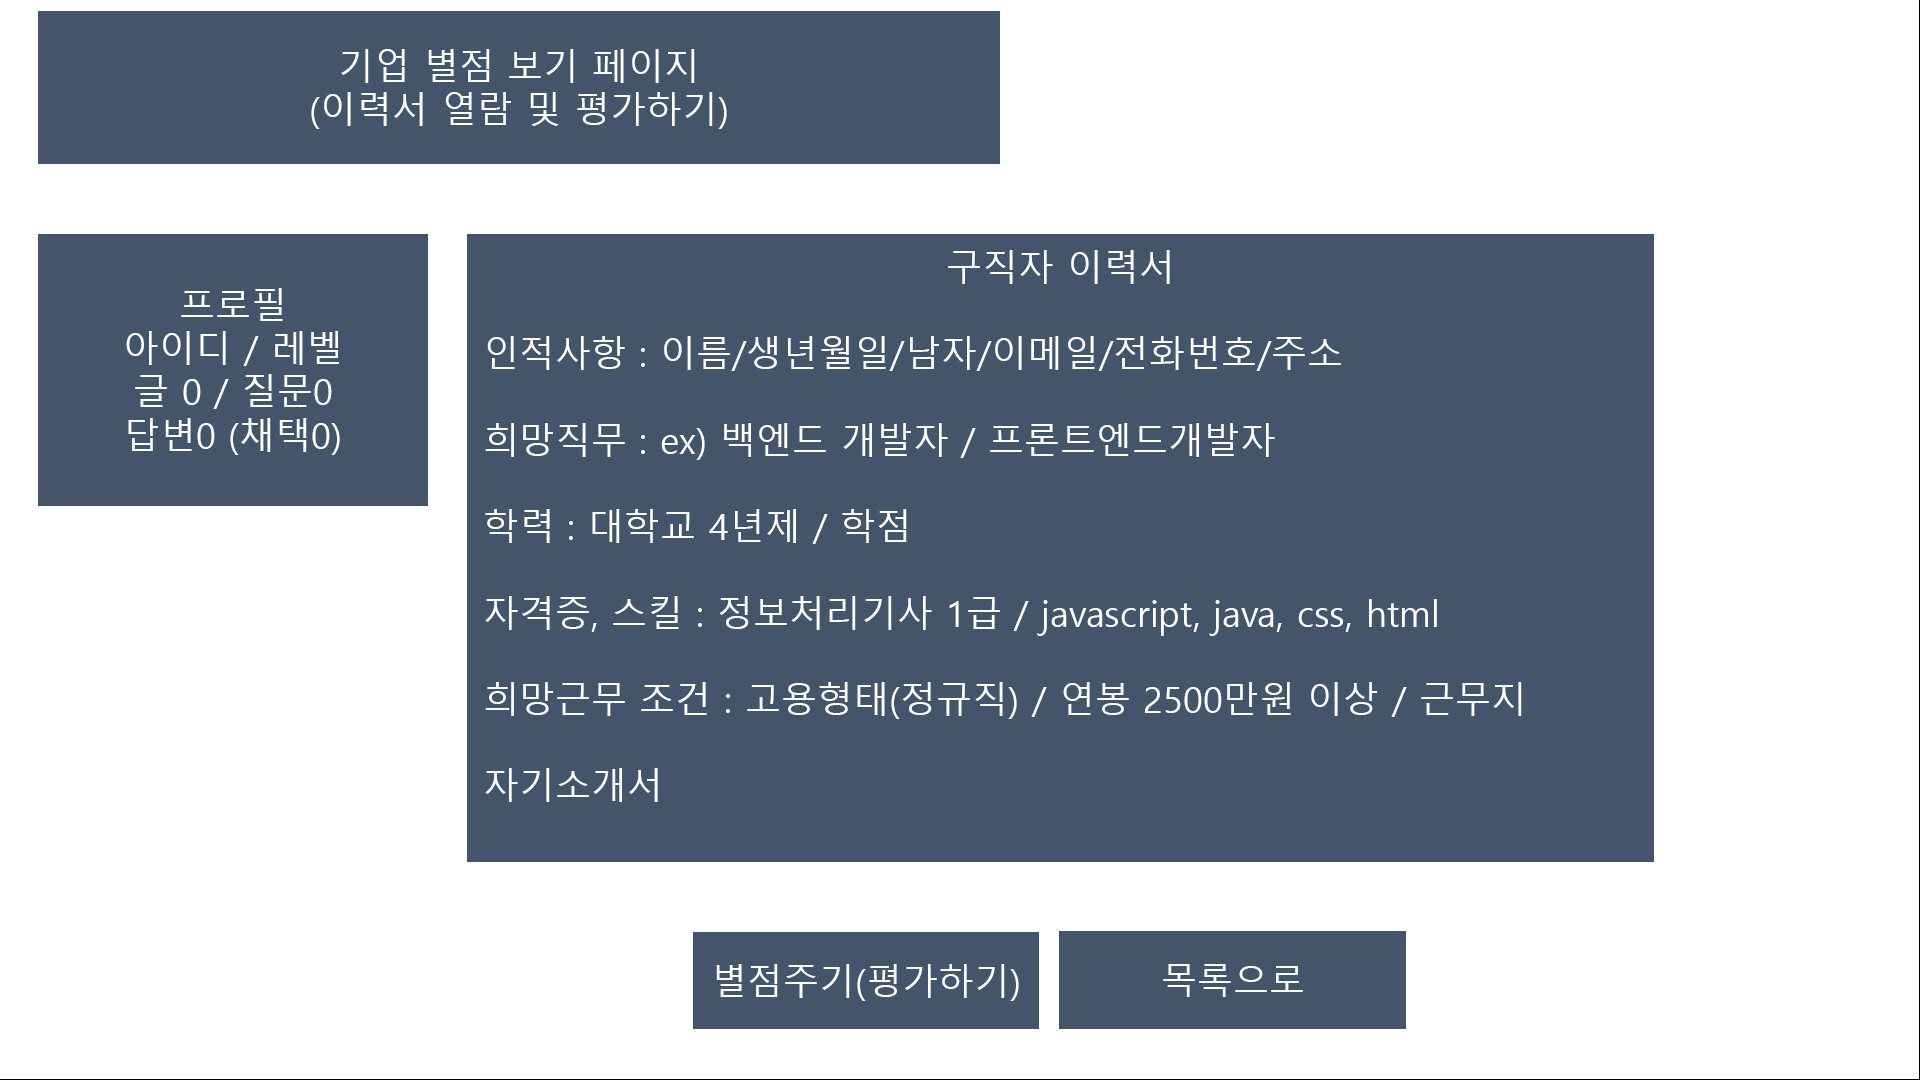 기업 별점 보기 페이지
(이력서 열람 및 평가하기)
프로필
아이디 / 레벨
글 0 / 질문0
답변0 (채택0)
구직자 이력서
인적사항 : 이름/생년월일/남자/이메일/전화번호/주소
희망직무 : ex) 백엔드 개발자 / 프론트엔드개발자
학력 : 대학교 4년제 / 학점
자격증, 스킬 : 정보처리기사 1급 / javascript, java, css, html
희망근무 조건 : 고용형태(정규직) / 연봉 2500만원 이상 / 근무지
자기소개서
별점주기(평가하기)
목록으로